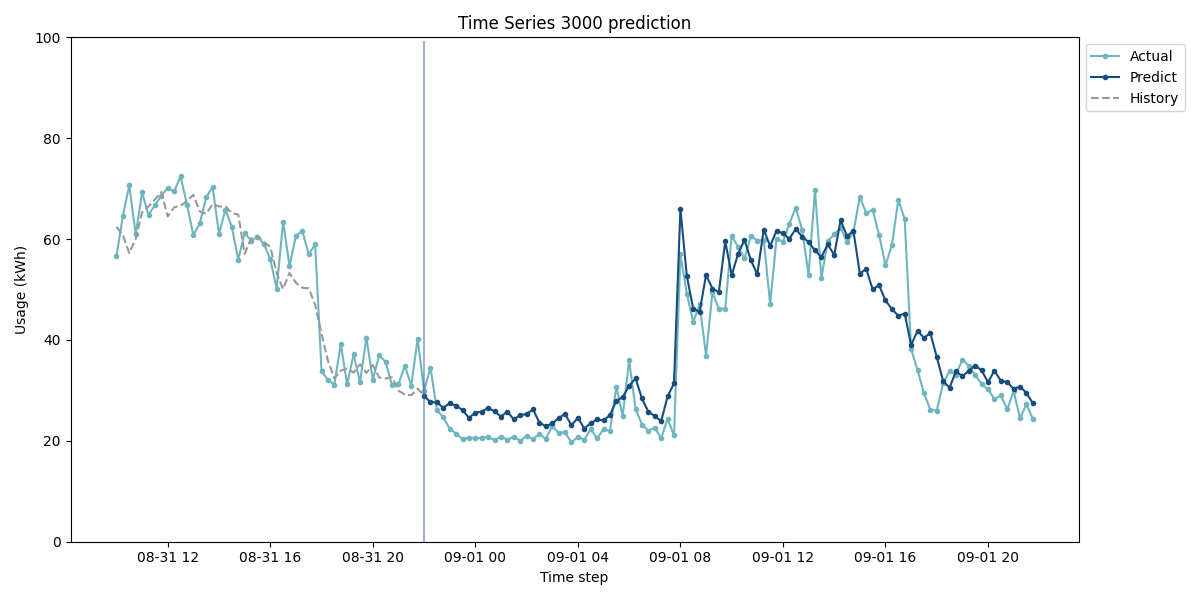 Time Series 3000 prediction
100
80
60
40
20
0
Usage (kWh)
08-31 12
08-31 16
08-31 20
09-01 00
09-01 04
09-01 08
09-01 12
09-01 16
09-01 20
Time step
Actual
Predict
History